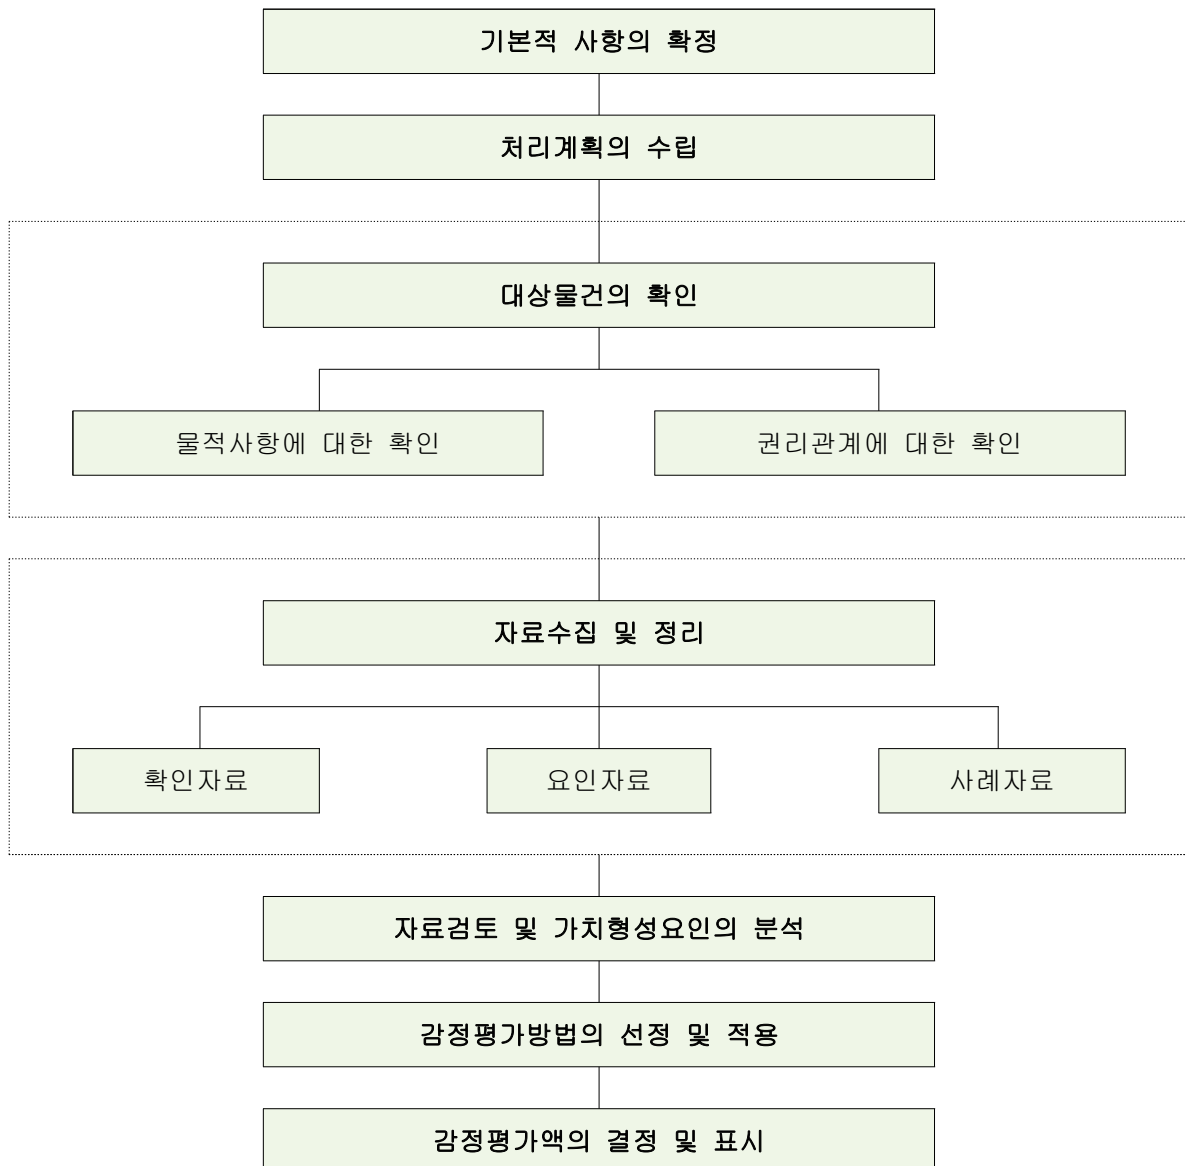 기본적 사항의 확정
처리계획의 수립
대상물건의 확인
물적사항에 대한 확인
권리관계에 대한 확인
자료수집 및 정리
확인자료
요인자료
사례자료
자료검토 및 가치형성요인의 분석
감정평가방법의 선정 및 적용
감정평가액의 결정 및 표시